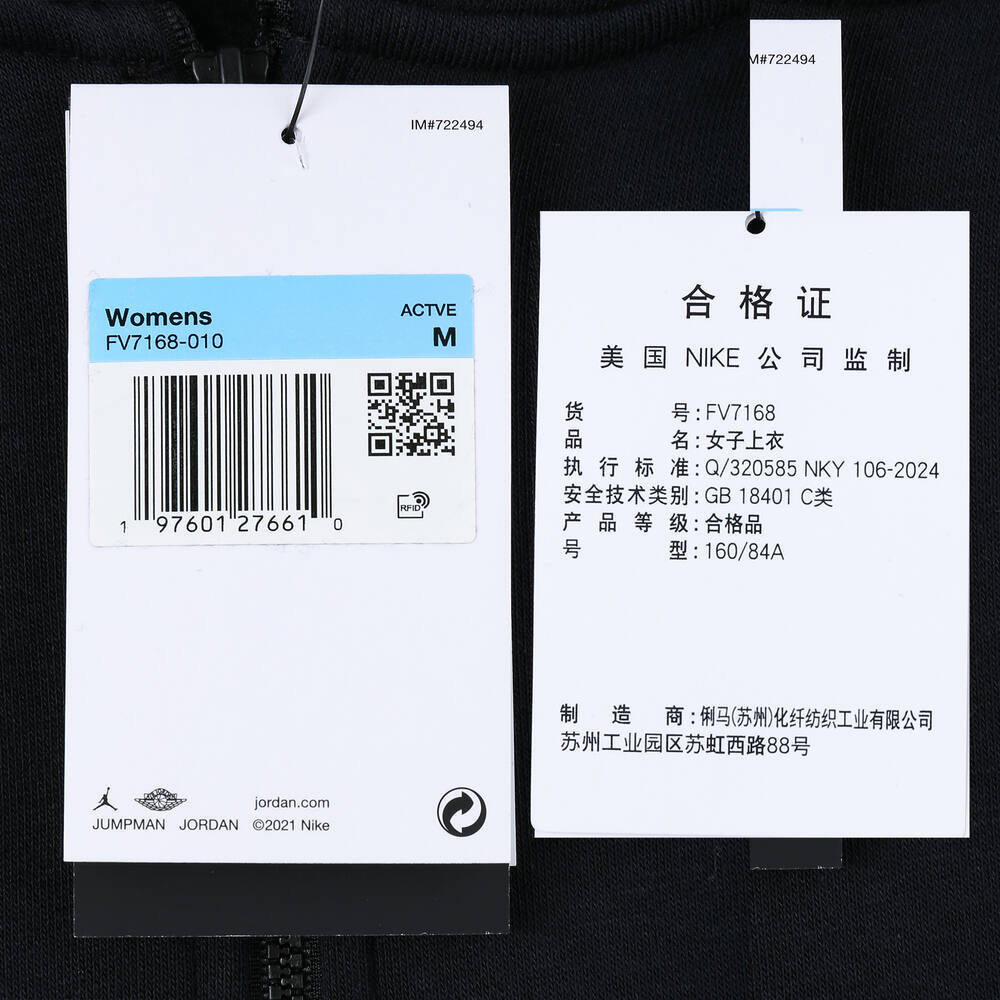 IM#722494
Womens
FV7168-010
ACTVE
M
1 97601 27661 0
RFID
JUMPMAN JORDAN
jordan.com
©2021 Nike
M#722494
合格证
美国 NIKE 公司监制
货号:FV7168
品名:女子上衣
执行标准:Q/320585 NKY 106-2024
安全技术类别:GB 18401 C类
产品等级:合格品
号型:160/84A
制造商:俐马(苏州)化纤纺织工业有限公司
苏州工业园区苏虹西路88号